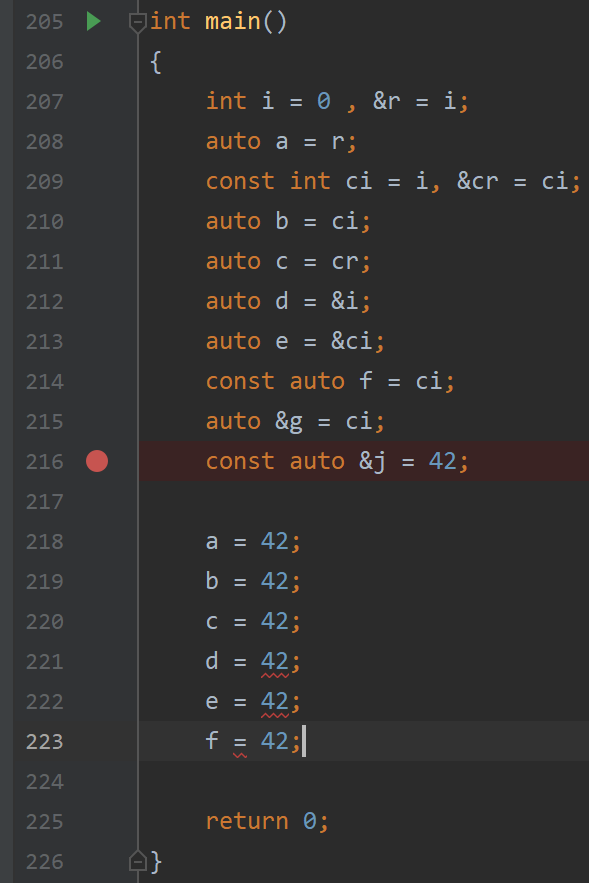 205 int main()
206 {
207 int i = 0 , &r = i;
208 auto a = r;
209 const int ci = i, &cr = ci;
210 auto b = ci;
211 auto c = cr;
212 auto d = &i;
213 auto e = &ci;
214 const auto f = ci;
215 auto &g = ci;
216 const auto &j = 42;
217
218 a = 42;
219 b = 42;
220 c = 42;
221 d = 42;
222 e = 42;
223 f = 42;
224
225 return 0;
226 }